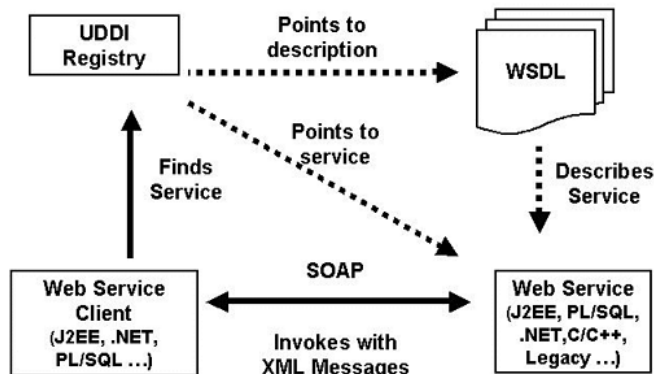 UDDI
Registry
Points to
description
WSDL
Points to
service
Finds
Service
Describes
Service
Web Service
Client
(J2EE, .NET,
PL/SQL ...)
SOAP
Invokes with
XML Messages
Web Service
(J2EE, PL/SQL,
.NET,C/C++,
Legacy ...)